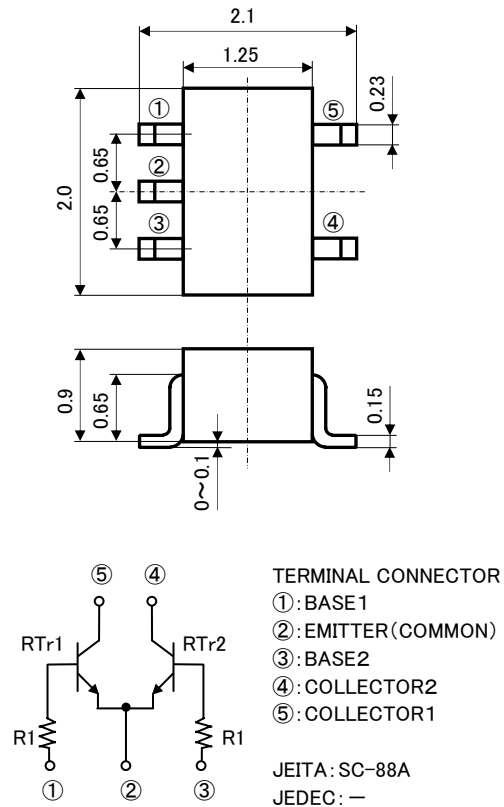 2.1
1.25
① ⑤
0.23
0.65
②
2.0
0.65
③ ④
0.9
0.65
0.15
0~0.1
⑤ ④
RTr1 RTr2
R1 R1
① ② ③
TERMINAL CONNECTOR
①:BASE1
②:EMITTER(COMMON)
③:BASE2
④:COLLECTOR2
⑤:COLLECTOR1
JEITA:SC-88A
JEDEC:—